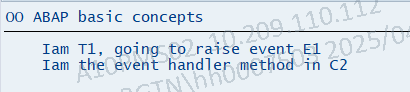 OO ABAP basic concepts
Iam T1, going to raise event E1
Iam the event handler method in C2